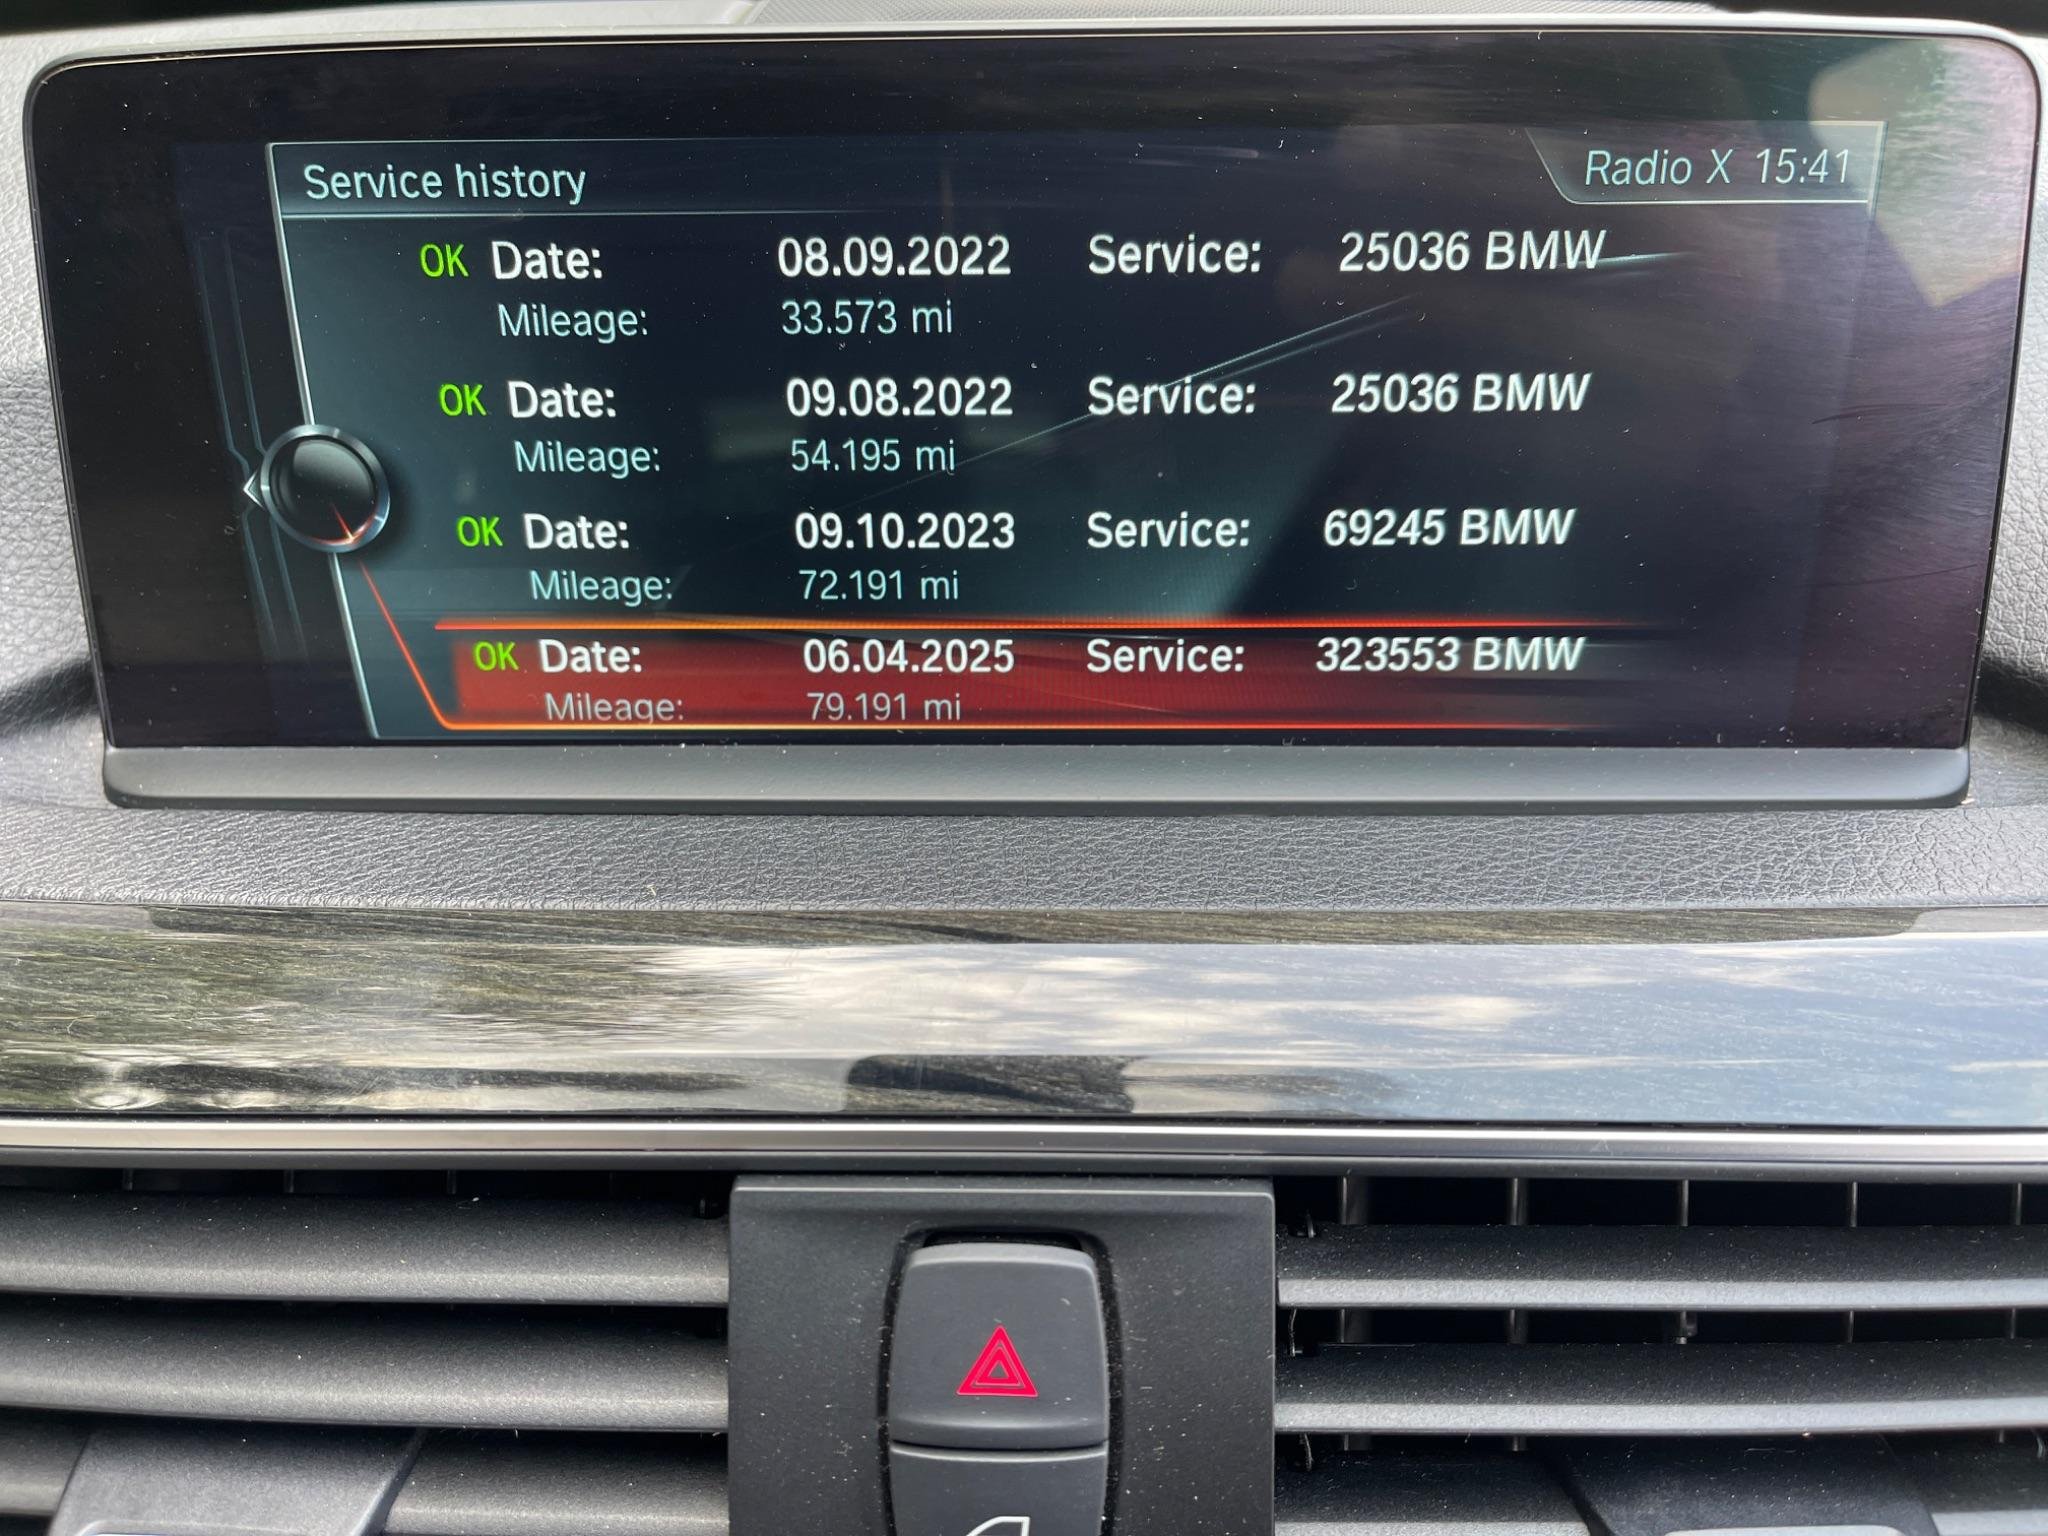 Service history
Radio X 15:41
OK Date: 08.09.2022 Service: 25036 BMW
Mileage: 33.573 mi
OK Date: 09.08.2022 Service: 25036 BMW
Mileage: 54.195 mi
OK Date: 09.10.2023 Service: 69245 BMW
Mileage: 72.191 mi
OK Date: 06.04.2025 Service: 323553 BMW
Mileage: 79.191 mi